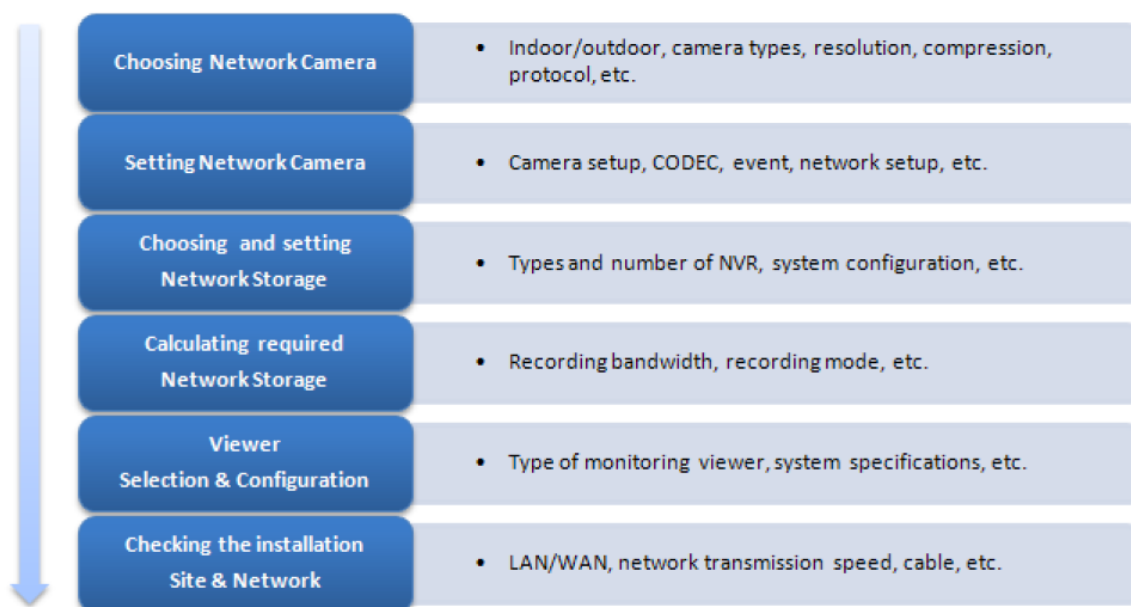 Choosing Network Camera
• Indoor/outdoor, camera types, resolution, compression,
protocol, etc.
Setting Network Camera
• Camera setup, CODEC, event, network setup, etc.
Choosing and setting
Network Storage
• Types and number of NVR, system configuration, etc.
Calculating required
Network Storage
• Recording bandwidth, recording mode, etc.
Viewer
Selection & Configuration
• Type of monitoring viewer, system specifications, etc.
Checking the installation
Site & Network
• LAN/WAN, network transmission speed, cable, etc.